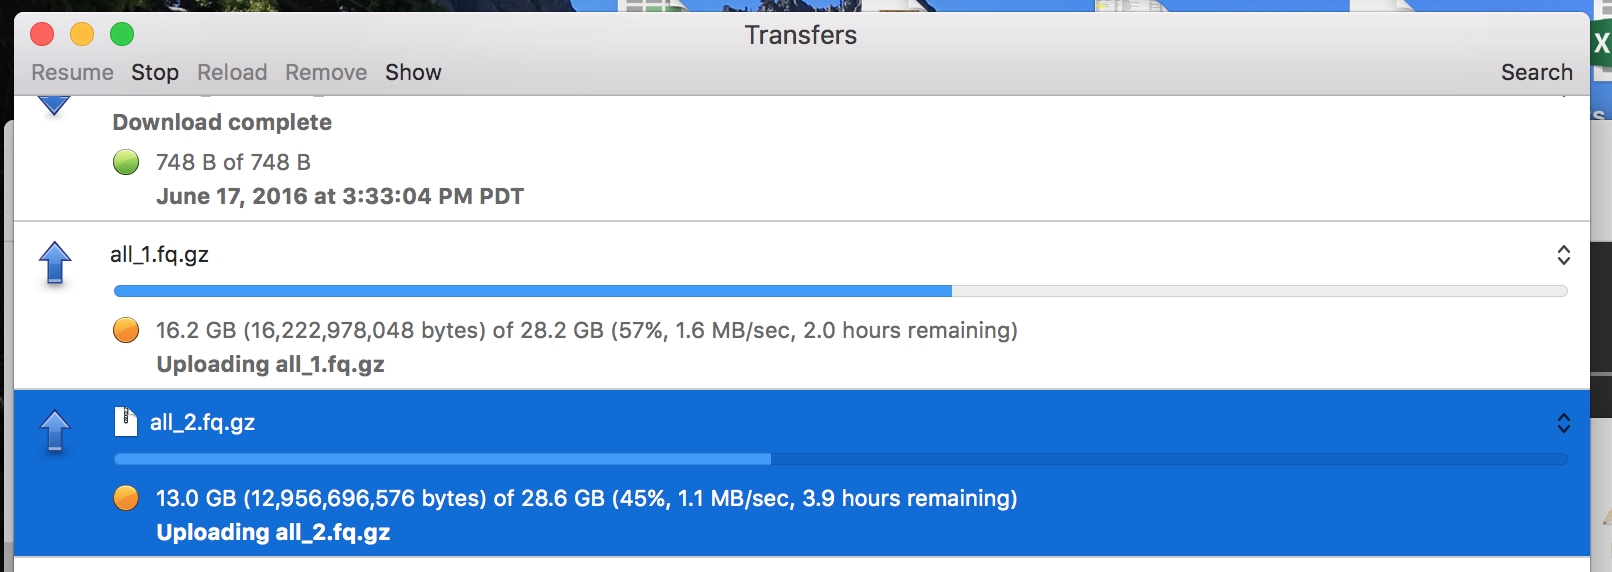 Transfers
Resume Stop Reload Remove Show Search
Download complete
748 B of 748 B
June 17, 2016 at 3:33:04 PM PDT
all_1.fq.gz
16.2 GB (16,222,978,048 bytes) of 28.2 GB (57%, 1.6 MB/sec, 2.0 hours remaining)
Uploading all_1.fq.gz
all_2.fq.gz
13.0 GB (12,956,696,576 bytes) of 28.6 GB (45%, 1.1 MB/sec, 3.9 hours remaining)
Uploading all_2.fq.gz